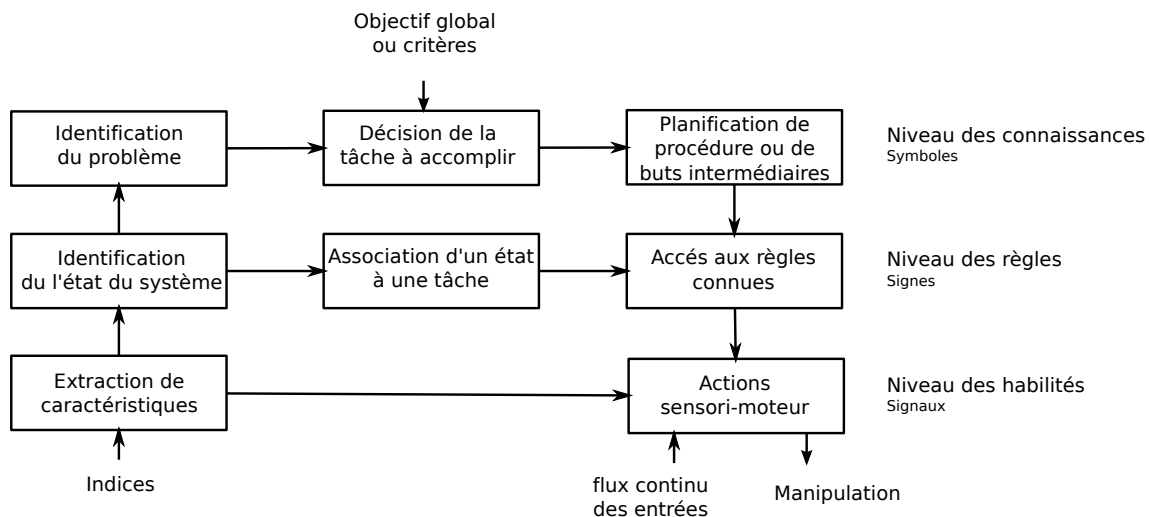 Objectif global
ou critères
Identification
du problème
Décision de la
tâche à accomplir
Planification de
procédure ou de
buts intermédiaires
Niveau des connaissances
Symboles
Identification
du l'état du système
Association d'un état
à une tâche
Accés aux règles
connues
Niveau des règles
Signes
Extraction de
caractéristiques
Actions
sensori-moteur
Niveau des habilités
Signaux
Indices
flux continu
des entrées
Manipulation